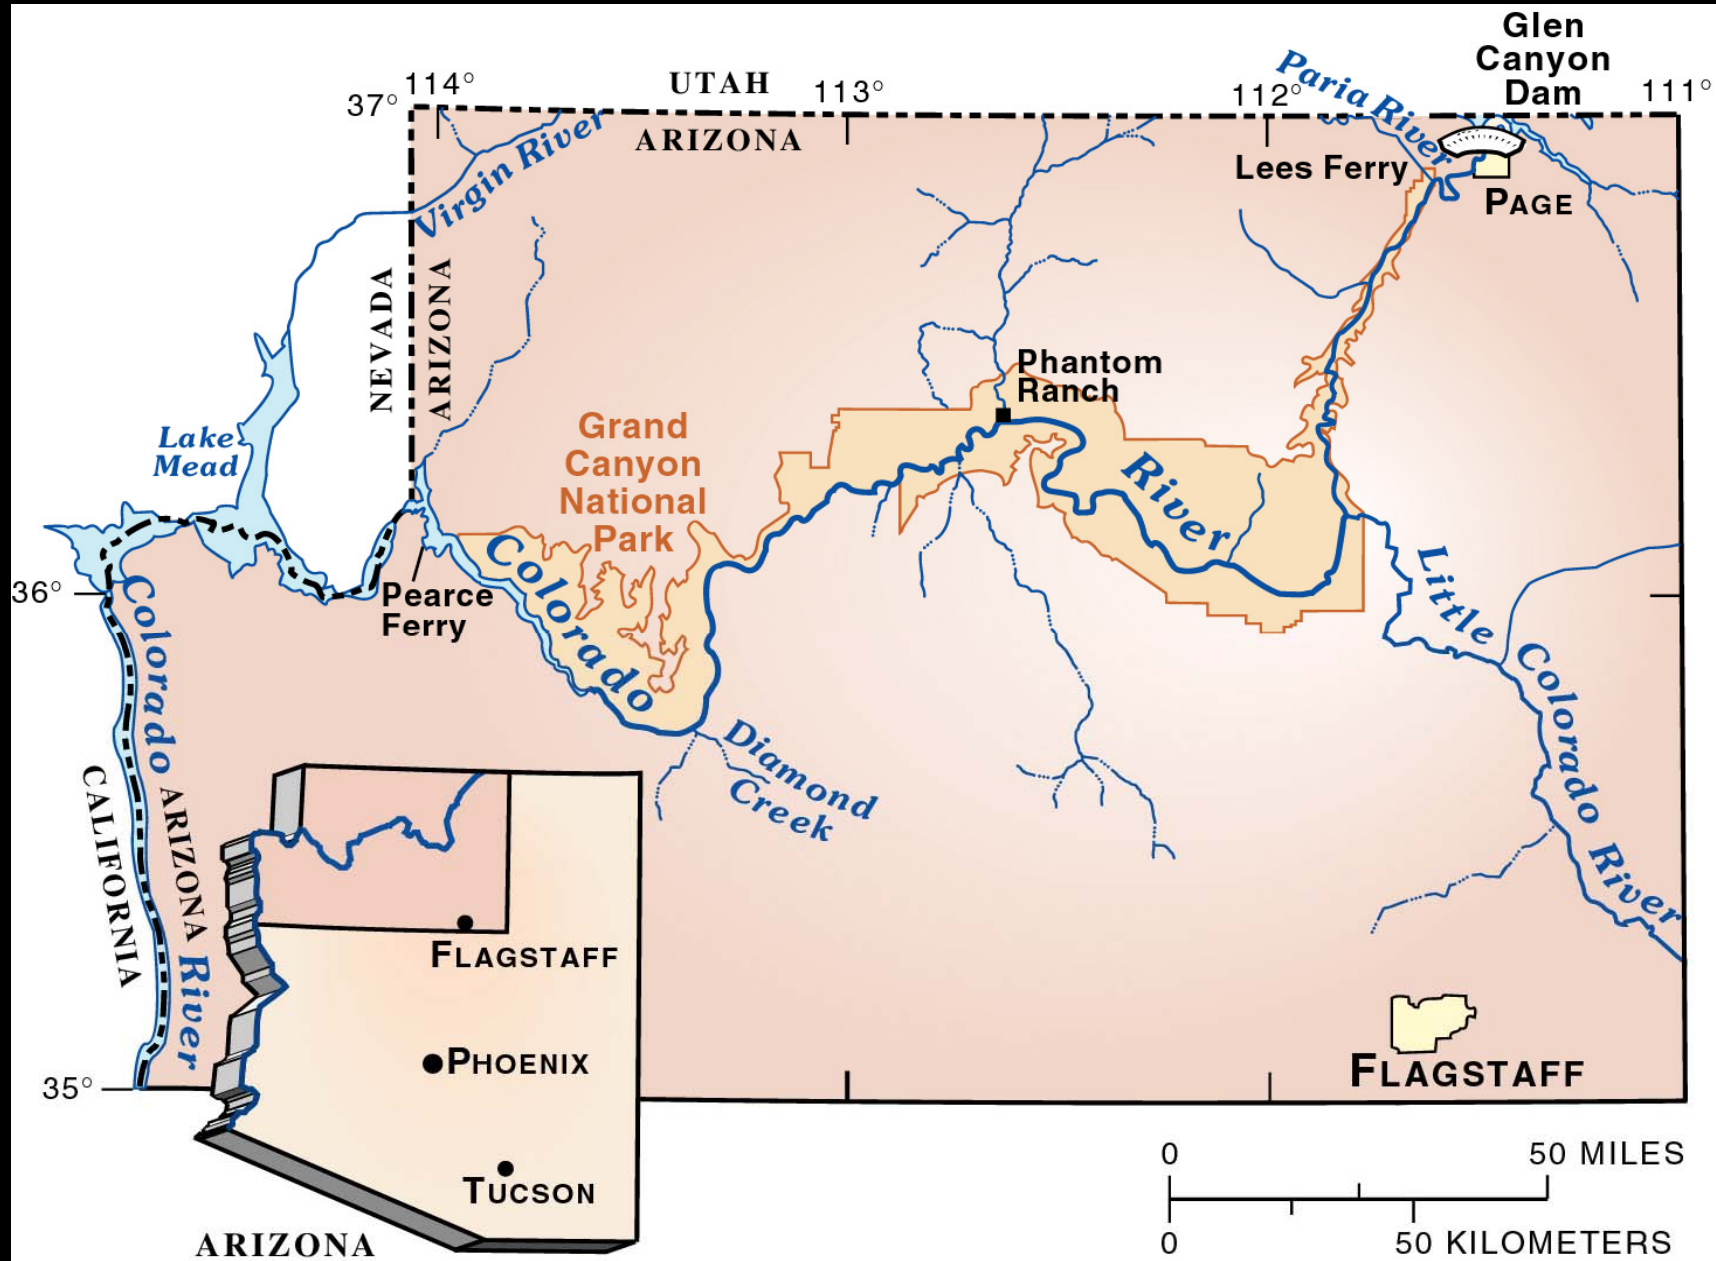 Glen
Canyon
Dam
114°
UTAH
113°
112°
Paria River
111°
37°
ARIZONA
Virgin River
Lees Ferry
PAGE
NEVADA
ARIZONA
Phantom
Ranch
Lake
Mead
Grand
Canyon
National
Park
River
Colorado
36°
Pearce
Ferry
Little Colorado River
Colorado River
Diamond
Creek
CALIFORNIA
ARIZONA
FLAGSTAFF
PHOENIX
TUCSON
ARIZONA
35°
FLAGSTAFF
0 50 MILES
0 50 KILOMETERS